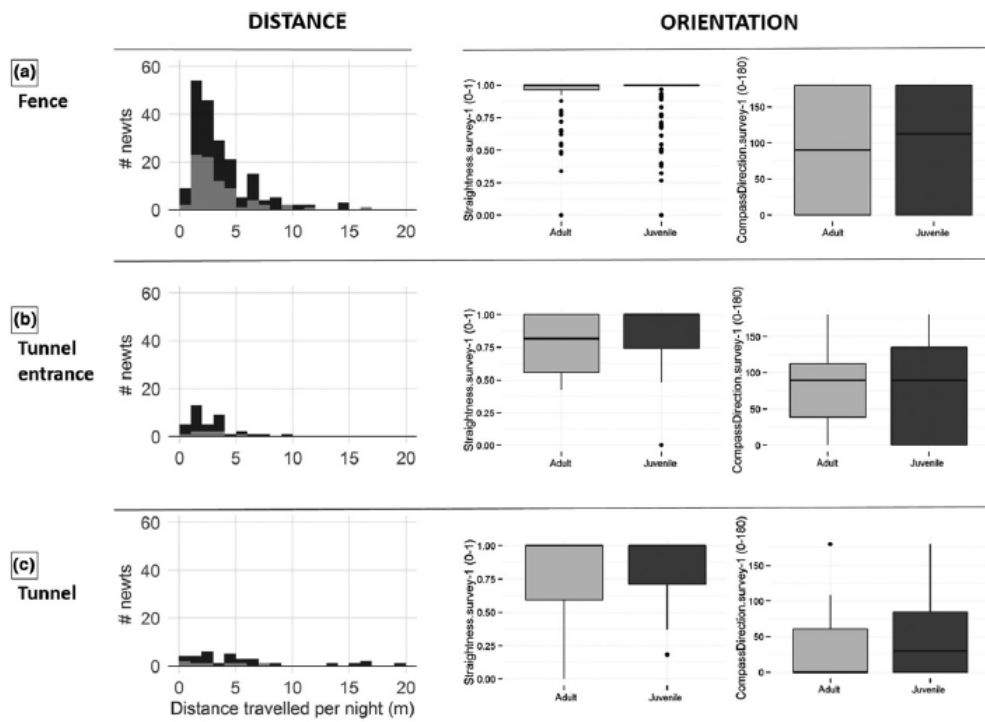 DISTANCE
ORIENTATION
(a)
Fence
# newts
60
40
20
0
0 5 10 15 20
Straightness.survey-1 (0-1)
1.00
0.75
0.50
0.25
0.00
Adult Juvenile
CompassDirection.survey-1 (0-180)
150
100
50
0
Adult Juvenile
(b)
Tunnel
entrance
# newts
60
40
20
0
0 5 10 15 20
Straightness.survey-1 (0-1)
1.00
0.75
0.50
0.25
0.00
Adult Juvenile
CompassDirection.survey-1 (0-180)
150
100
50
0
Adult Juvenile
(c)
Tunnel
# newts
60
40
20
0
0 5 10 15 20
Distance travelled per night (m)
Straightness.survey-1 (0-1)
1.00
0.75
0.50
0.25
0.00
Adult Juvenile
CompassDirection.survey-1 (0-180)
150
100
50
0
Adult Juvenile